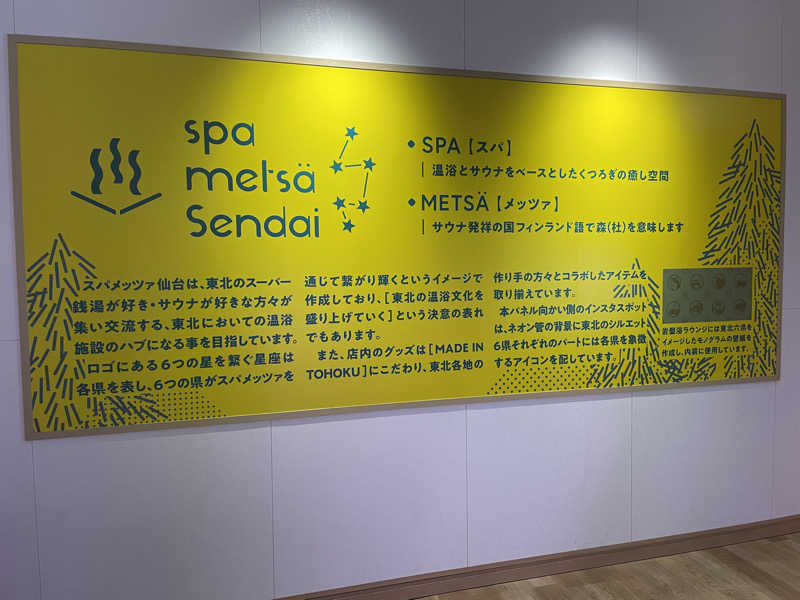 spa
metsä
Sendai
• SPA【スパ】
温浴とサウナをベースとしたくつろぎの癒し空間
• METSÄ【メッツァ】
サウナ発祥の国フィンランド語で森(杜)を意味します
スパメッツァ仙台は、東北のスーパー
銭湯が好き・サウナが好きな方々が
集い交流する、東北においての温浴
施設のハブになる事を目指しています。
ロゴにある6つの星を繋ぐ星座は
各県を表し、6つの県がスパメッツァを
通じて繋がり輝くというイメージで
作成しており、[東北の温浴文化を
盛り上げていく]という決意の表れ
でもあります。
また、店内のグッズは[MADE IN
TOHOKU]にこだわり、東北各地の
作り手の方々とコラボしたアイテムを
取り揃えています。
本パネル向かい側のインスタスポット
は、ネオン管の背景に東北のシルエット
6県それぞれのパートには各県を象徴
するアイコンを配しています。
岩盤浴ラウンジには東北六県を
イメージしたモノグラムの壁紙を
作成し、内装に使用しています。